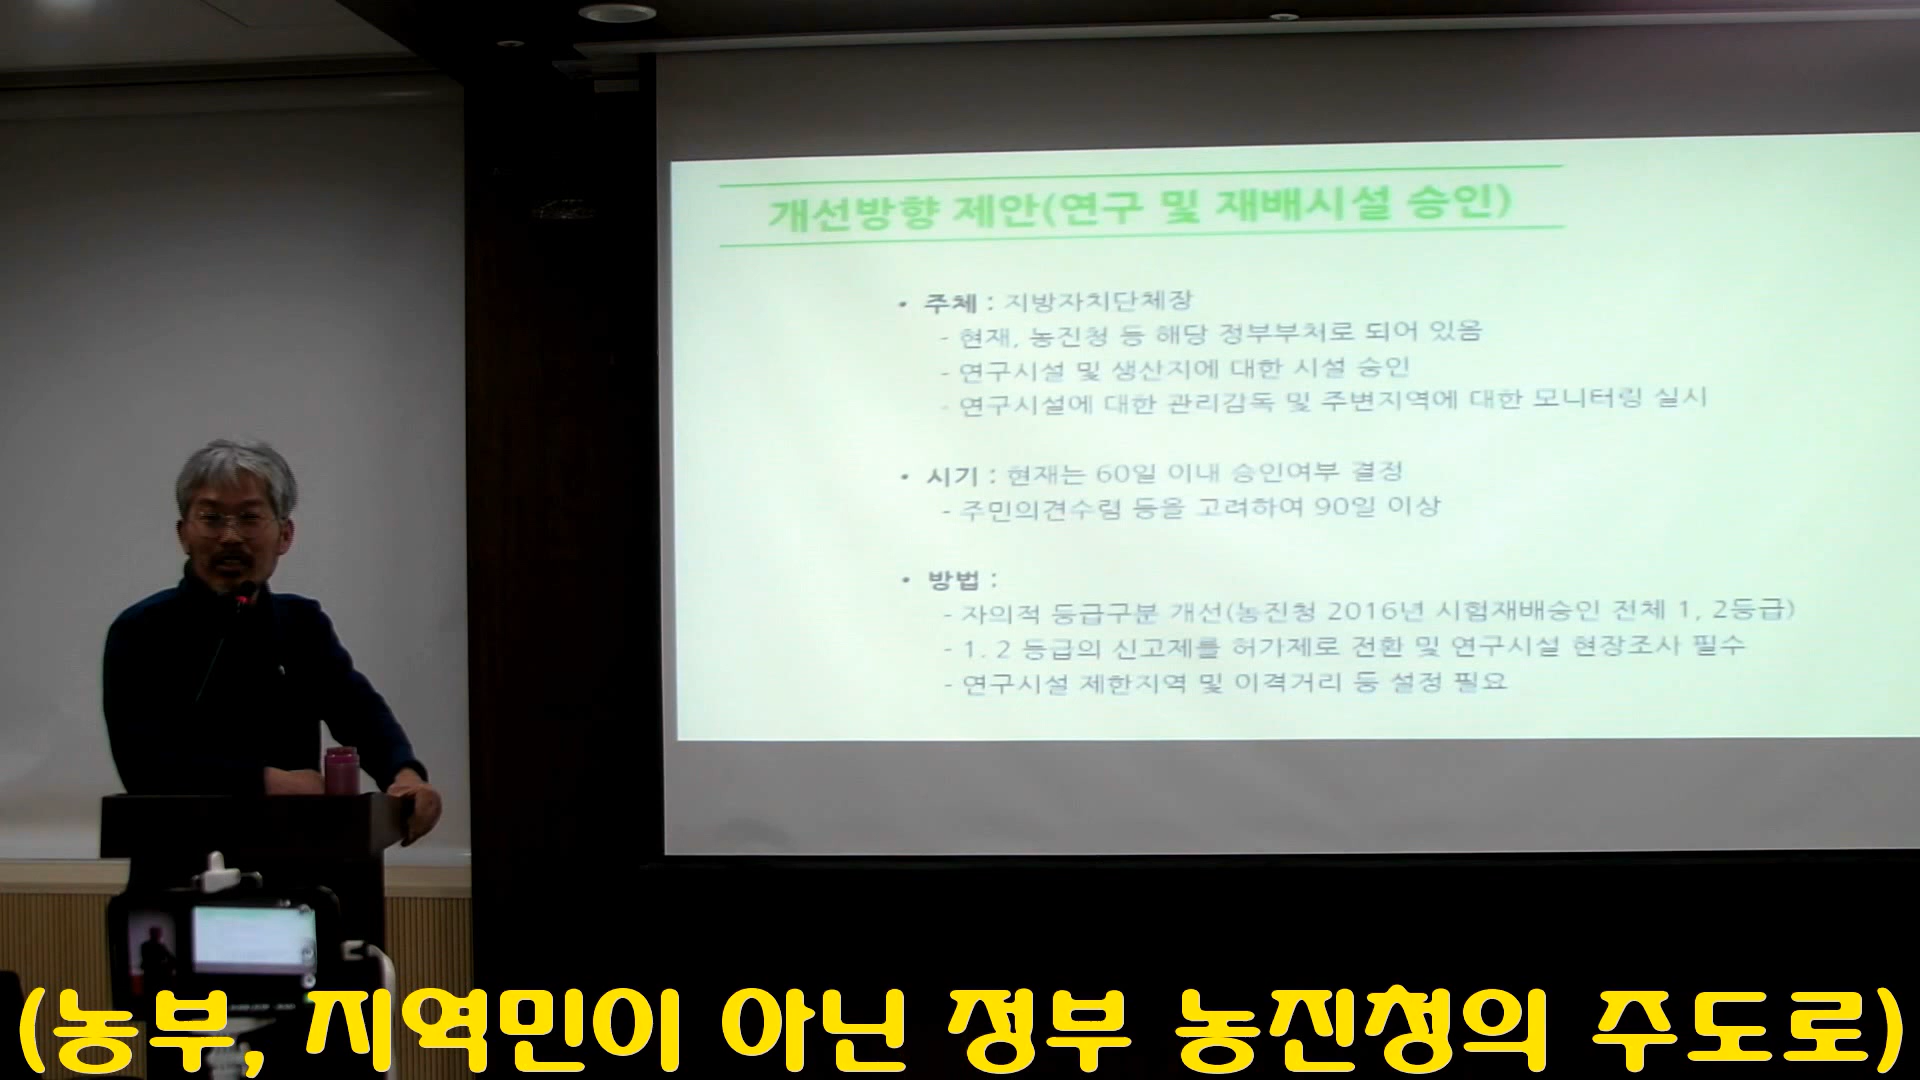 개선방향 제안(연구 및 재배시설 승인)
• 주체 : 지방자치단체장
- 현재, 농진청 등 해당 정부부처로 되어 있음
- 연구시설 및 생산지에 대한 시설 승인
- 연구시설에 대한 관리감독 및 주변지역에 대한 모니터링 실시
• 시기 : 현재는 60일 이내 승인여부 결정
- 주민의견수렴 등을 고려하여 90일 이상
• 방법 :
- 자의적 등급구분 개선(농진청 2016년 시험재배승인 전체 1, 2등급)
- 1. 2 등급의 신고제를 허가제로 전환 및 연구시설 현장조사 필수
- 연구시설 제한지역 및 이격거리 등 설정 필요
(농부, 지역민이 아닌 정부 농진청의 주도로)